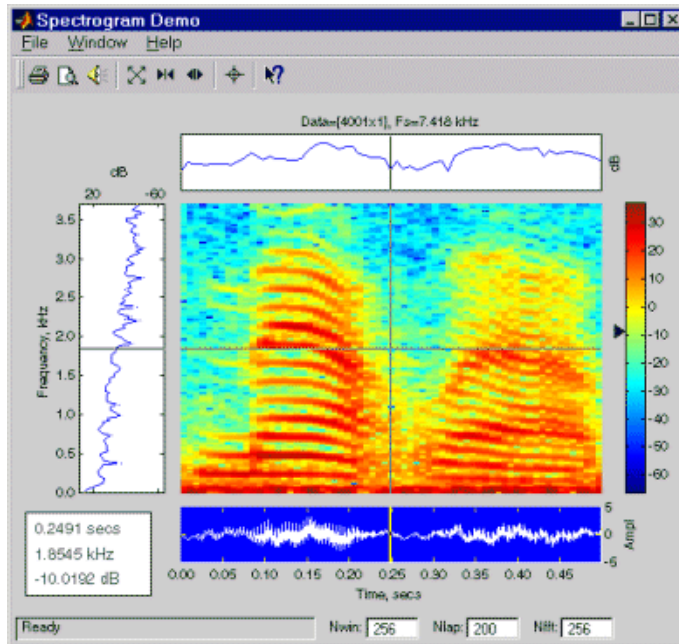 Spectrogram Demo
File Window Help
Data=[4001x1], Fs=7.418 kHz
dB
20 -60
dB
3.5
3.0
2.5
2.0
1.5
1.0
0.5
0.0
Frequency, kHz
30
20
10
0
-10
-20
-30
-40
-50
-60
5
0
-5
Ampl
0.2491 secs
1.8545 kHz
-10.0192 dB
0.00 0.05 0.10 0.15 0.20 0.25 0.30 0.35 0.40 0.45
Time, secs
Ready Nwin: 256 Nlap: 200 Nfft: 256